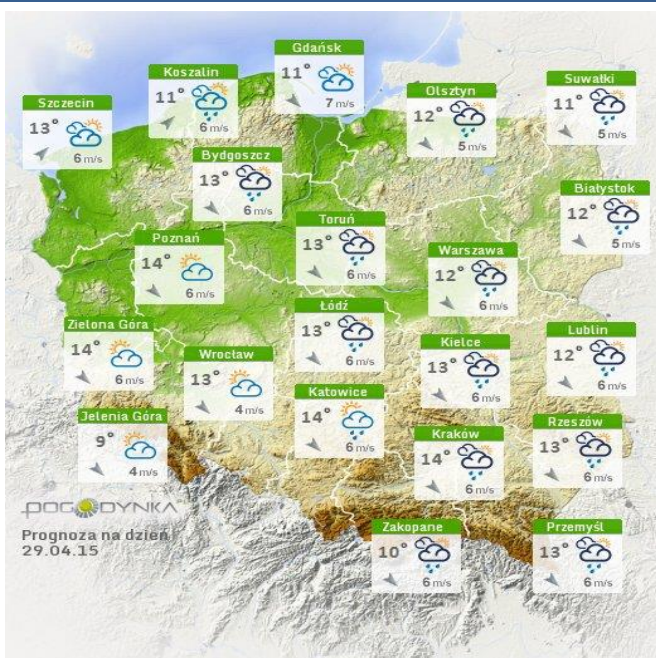 Gdańsk
11°
7 m/s
Koszalin
11°
6 m/s
Suwałki
11°
5 m/s
Olsztyn
12°
5 m/s
Szczecin
13°
6 m/s
Bydgoszcz
13°
6 m/s
Białystok
12°
5 m/s
Toruń
13°
6 m/s
Poznań
14°
6 m/s
Warszawa
12°
6 m/s
Łódź
13°
6 m/s
Zielona Góra
14°
6 m/s
Lublin
12°
6 m/s
Kielce
13°
6 m/s
Wrocław
13°
4 m/s
Katowice
14°
6 m/s
Jelenia Góra
9°
4 m/s
Rzeszów
13°
6 m/s
Kraków
14°
6 m/s
POGODYNKA
Prognoza na dzień
29.04.15
Zakopane
10°
6 m/s
Przemyśl
13°
6 m/s